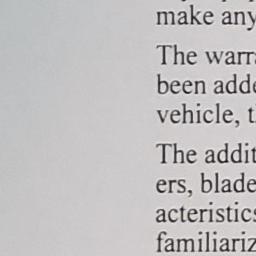 make any
The warra
been adde
vehicle, t
The addit
ers, blade
acteristics
familiariz